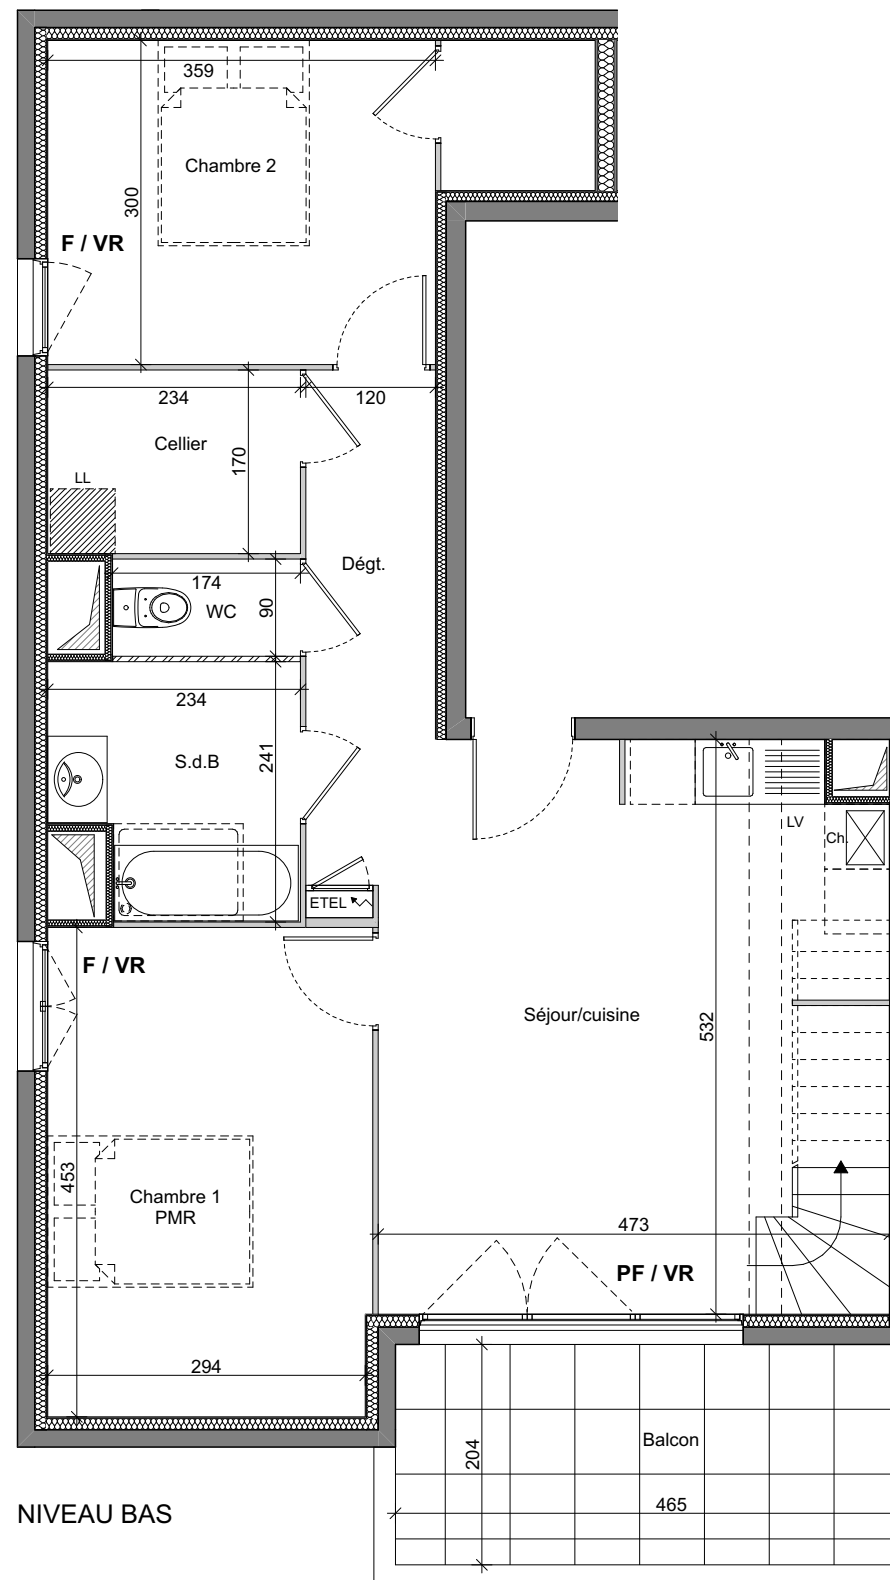 359
Chambre 2
300
F / VR
234
120
Cellier
170
LL
Dégt.
174
WC
90
234
S.d.B
241
LV
Ch.
ETEL
F / VR
Séjour/cuisine
532
453
Chambre 1
PMR
473
PF / VR
294
Balcon
204
465
NIVEAU BAS